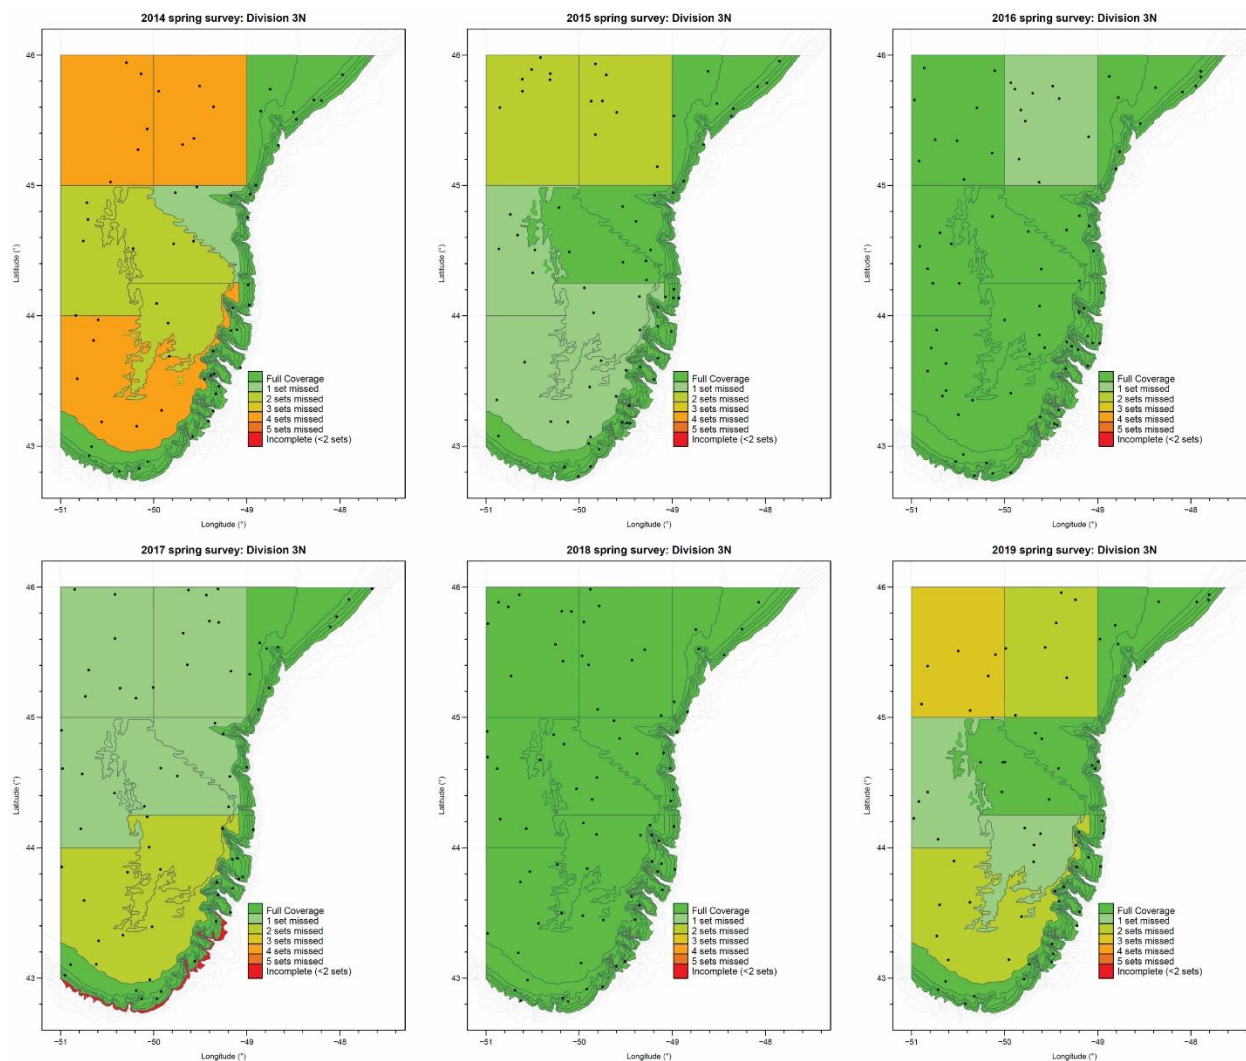 2014 spring survey: Division 3N
46
45
44
43
Latitude (°)
Full Coverage
1 set missed
2 sets missed
3 sets missed
4 sets missed
5 sets missed
Incomplete (<2 sets)
−51 −50 −49 −48
Longitude (°)
2015 spring survey: Division 3N
46
45
44
43
Latitude (°)
Full Coverage
1 set missed
2 sets missed
3 sets missed
4 sets missed
5 sets missed
Incomplete (<2 sets)
−51 −50 −49 −48
Longitude (°)
2016 spring survey: Division 3N
46
45
44
43
Latitude (°)
Full Coverage
1 set missed
2 sets missed
3 sets missed
4 sets missed
5 sets missed
Incomplete (<2 sets)
−51 −50 −49 −48
Longitude (°)
2017 spring survey: Division 3N
46
45
44
43
Latitude (°)
Full Coverage
1 set missed
2 sets missed
3 sets missed
4 sets missed
5 sets missed
Incomplete (<2 sets)
−51 −50 −49 −48
Longitude (°)
2018 spring survey: Division 3N
46
45
44
43
Latitude (°)
Full Coverage
1 set missed
2 sets missed
3 sets missed
4 sets missed
5 sets missed
Incomplete (<2 sets)
−51 −50 −49 −48
Longitude (°)
2019 spring survey: Division 3N
46
45
44
43
Latitude (°)
Full Coverage
1 set missed
2 sets missed
3 sets missed
4 sets missed
5 sets missed
Incomplete (<2 sets)
−51 −50 −49 −48
Longitude (°)